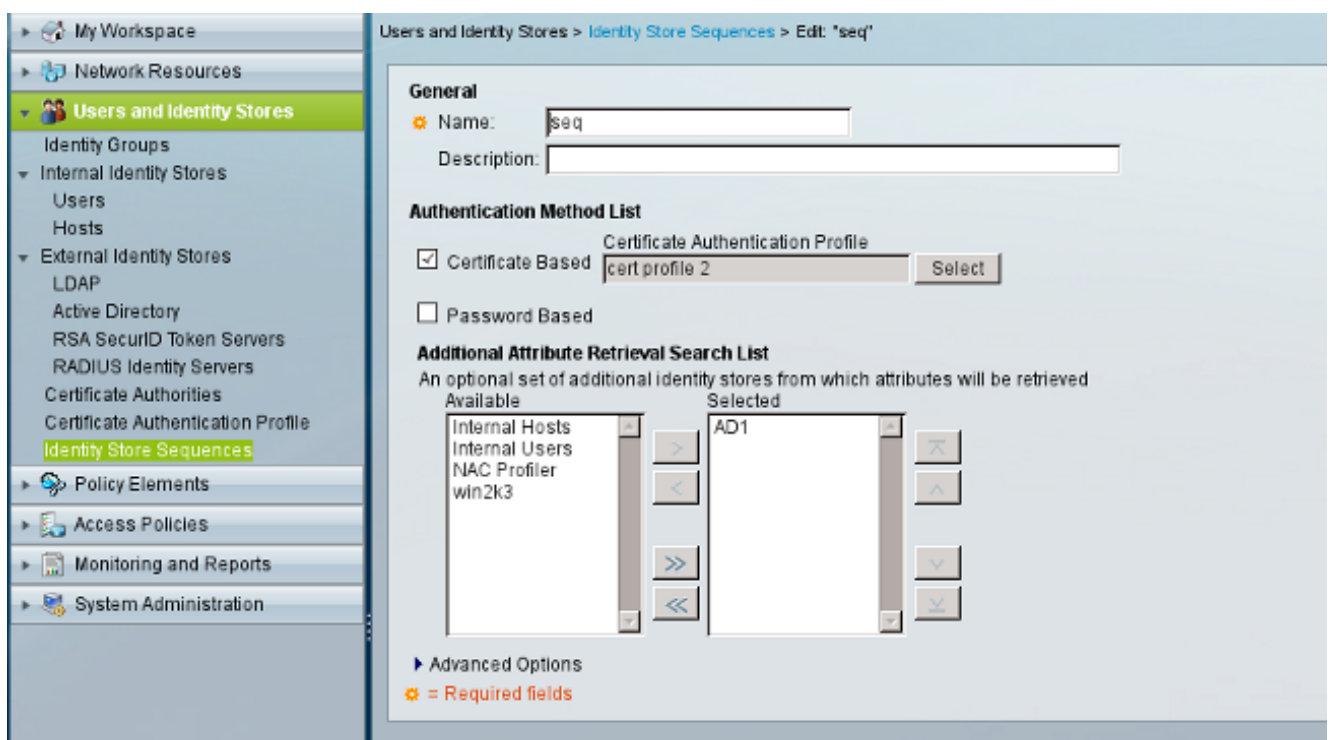 My Workspace
Network Resources
Users and Identity Stores
Identity Groups
Internal Identity Stores
Users
Hosts
External Identity Stores
LDAP
Active Directory
RSA SecurID Token Servers
RADIUS Identity Servers
Certificate Authorities
Certificate Authentication Profile
Identity Store Sequences
Policy Elements
Access Policies
Monitoring and Reports
System Administration
Users and Identity Stores > Identity Store Sequences > Edit: "seq"
General
Name: seq
Description:
Authentication Method List
Certificate Authentication Profile
Certificate Based cert profile 2 Select
Password Based
Additional Attribute Retrieval Search List
An optional set of additional identity stores from which attributes will be retrieved
Available Selected
Internal Hosts > AD1
Internal Users
NAC Profiler
win2k3 <
>>
<<
Advanced Options
= Required fields